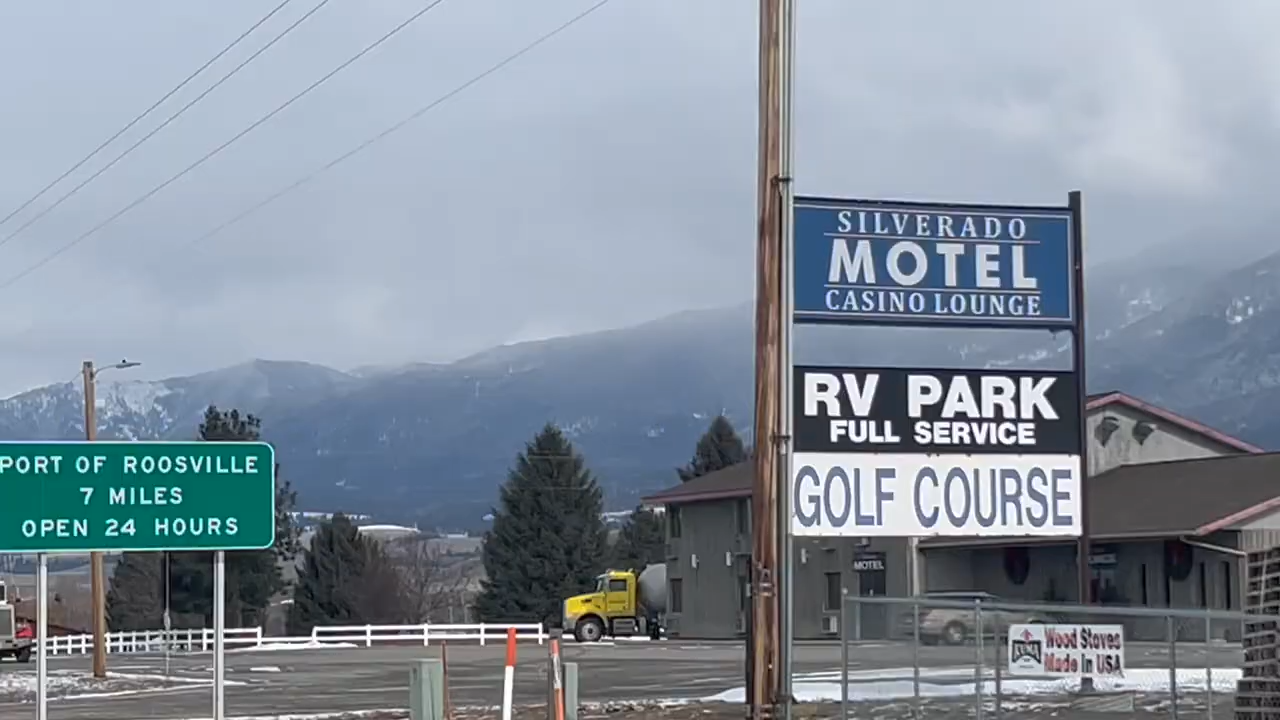 PORT OF ROOSVILLE
7 MILES
OPEN 24 HOURS
SILVERADO
MOTEL
CASINO LOUNGE
RV PARK
FULL SERVICE
GOLF COURSE
MOTEL
KUMA
Wood Stoves
Made in USA